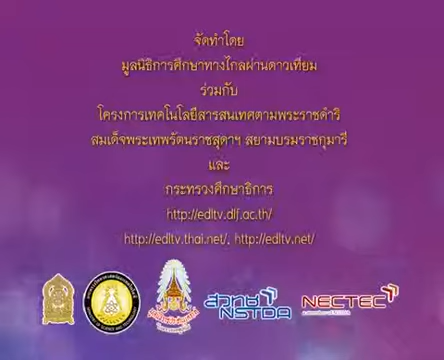 จัดทำโดย
มูลนิธิการศึกษาทางไกลผ่านดาวเทียม
ร่วมกับ
โครงการเทคโนโลยีสารสนเทศตามพระราชดำริ
สมเด็จพระเทพรัตนราชสุดาฯ สยามบรมราชกุมารี
และ
กระทรวงศึกษาธิการ
http://edltv.dlf.ac.th/
http://edltv.thai.net/, http://edltv.net/
สวทช
NSTDA
NECTEC